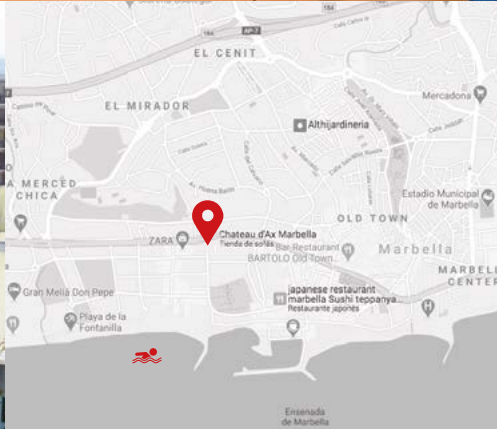 184
AP-7
184
EL CENIT
EL MIRADOR
Mercadona
Althijardineria
A MERCED
CHICA
Estadio Municipal
de Marbella
OLD TOWN
ZARA
Chateau d'Ax Marbella
Tienda de sofás
Bar-Restaurant
BARTOLO Old Town...
Marbella
MARBELL
CENTER
Gran Meliá Don Pepe
japanese restaurant
marbella Sushi teppanya...
Restaurante japonés
Playa de la
Fontanilla
Ensenada
de Marbella